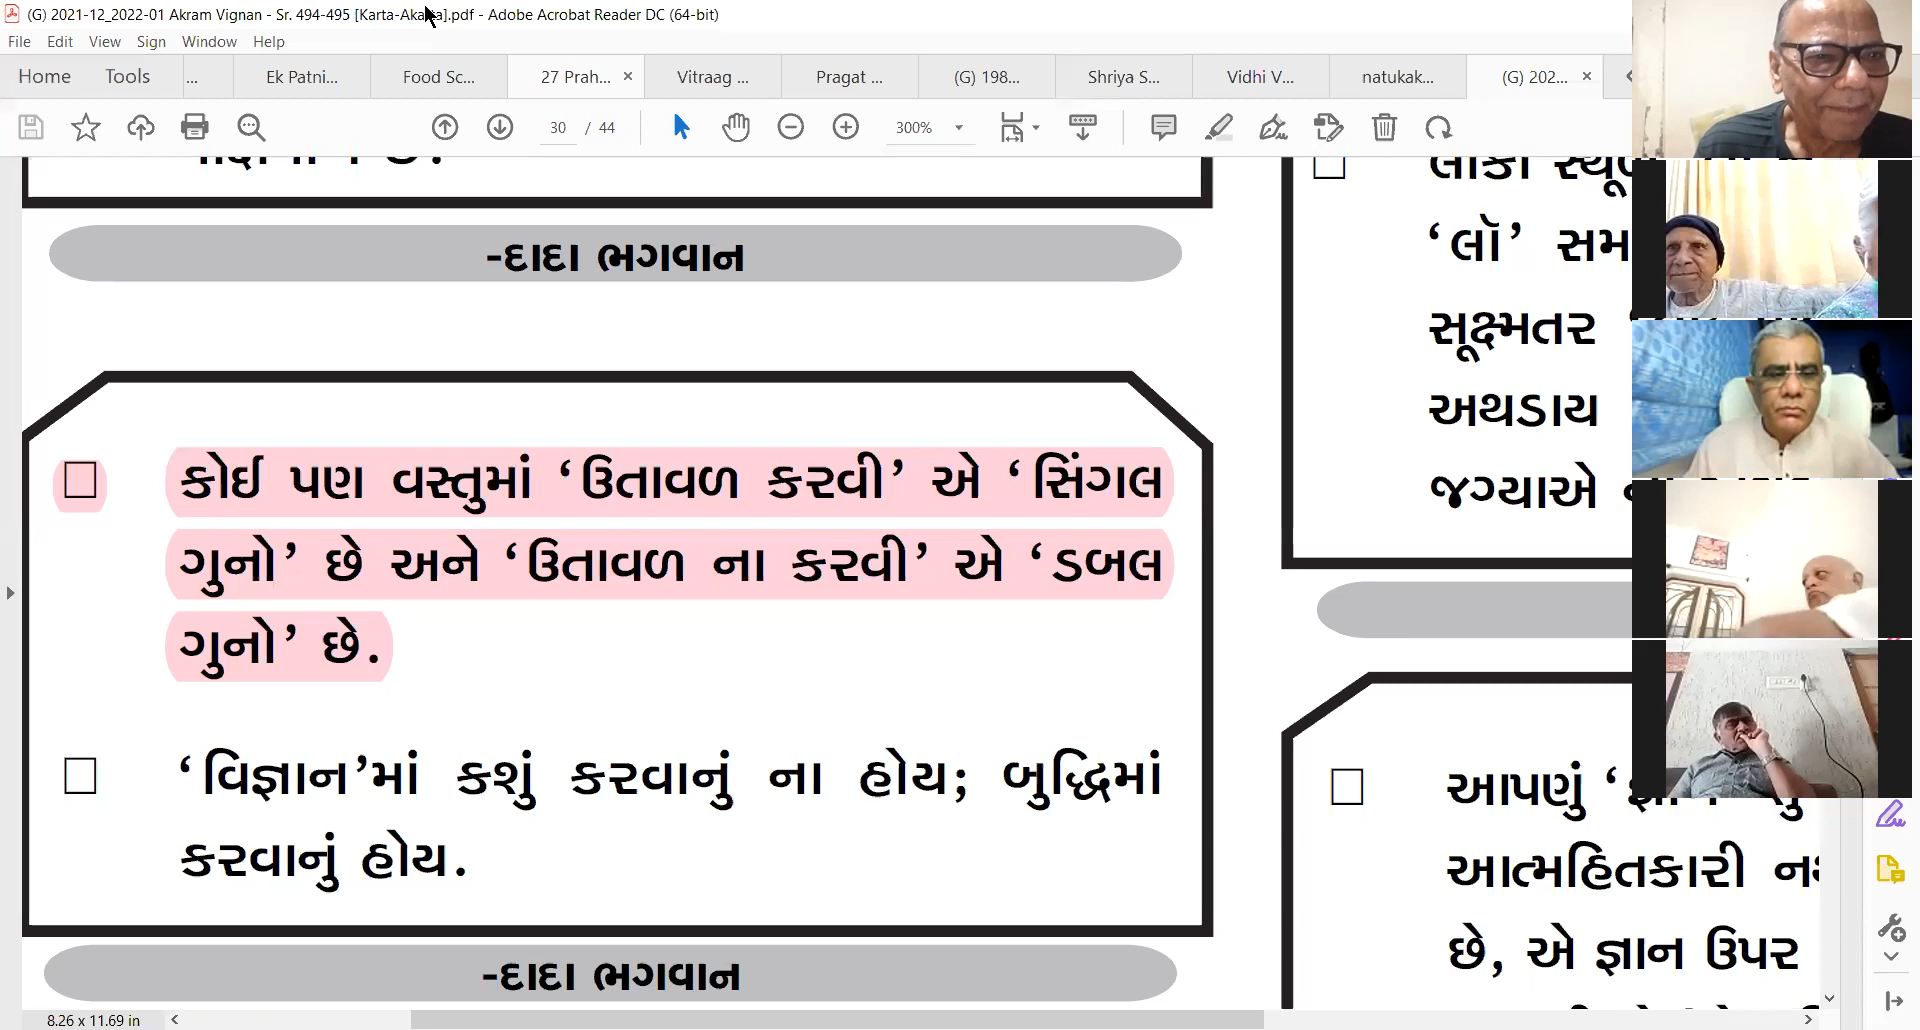 (G) 2021-12_2022-01 Akram Vignan - Sr. 494-495 [Karta-Akarta].pdf - Adobe Acrobat Reader DC (64-bit)
File Edit View Sign Window Help
Home Tools ... Ek Patni... Food Sc... 27 Prah... × Vitraag ... Pragat ... (G) 198... Shriya S... Vidhi V... natukak... (G) 202... ×
30 / 44 300%
-દાદા ભગવાન
કોઈ પણ વસ્તુમાં ‘ઉતાવળ કરવી’ એ ‘સિંગલ
ગુનો’ છે અને ‘ઉતાવળ ના કરવી’ એ ‘ડબલ
ગુનો’ છે.
‘વિજ્ઞાન’માં કશું કરવાનું ના હોય; બુદ્ધિમાં
કરવાનું હોય.
-દાદા ભગવાન
‘લૉ’ સમ
સૂક્ષ્મતર
અથડાય
જગ્યાએ
આપણું
આત્મહિતકારી
છે, એ જ્ઞાન ઉપર
8.26 x 11.69 in